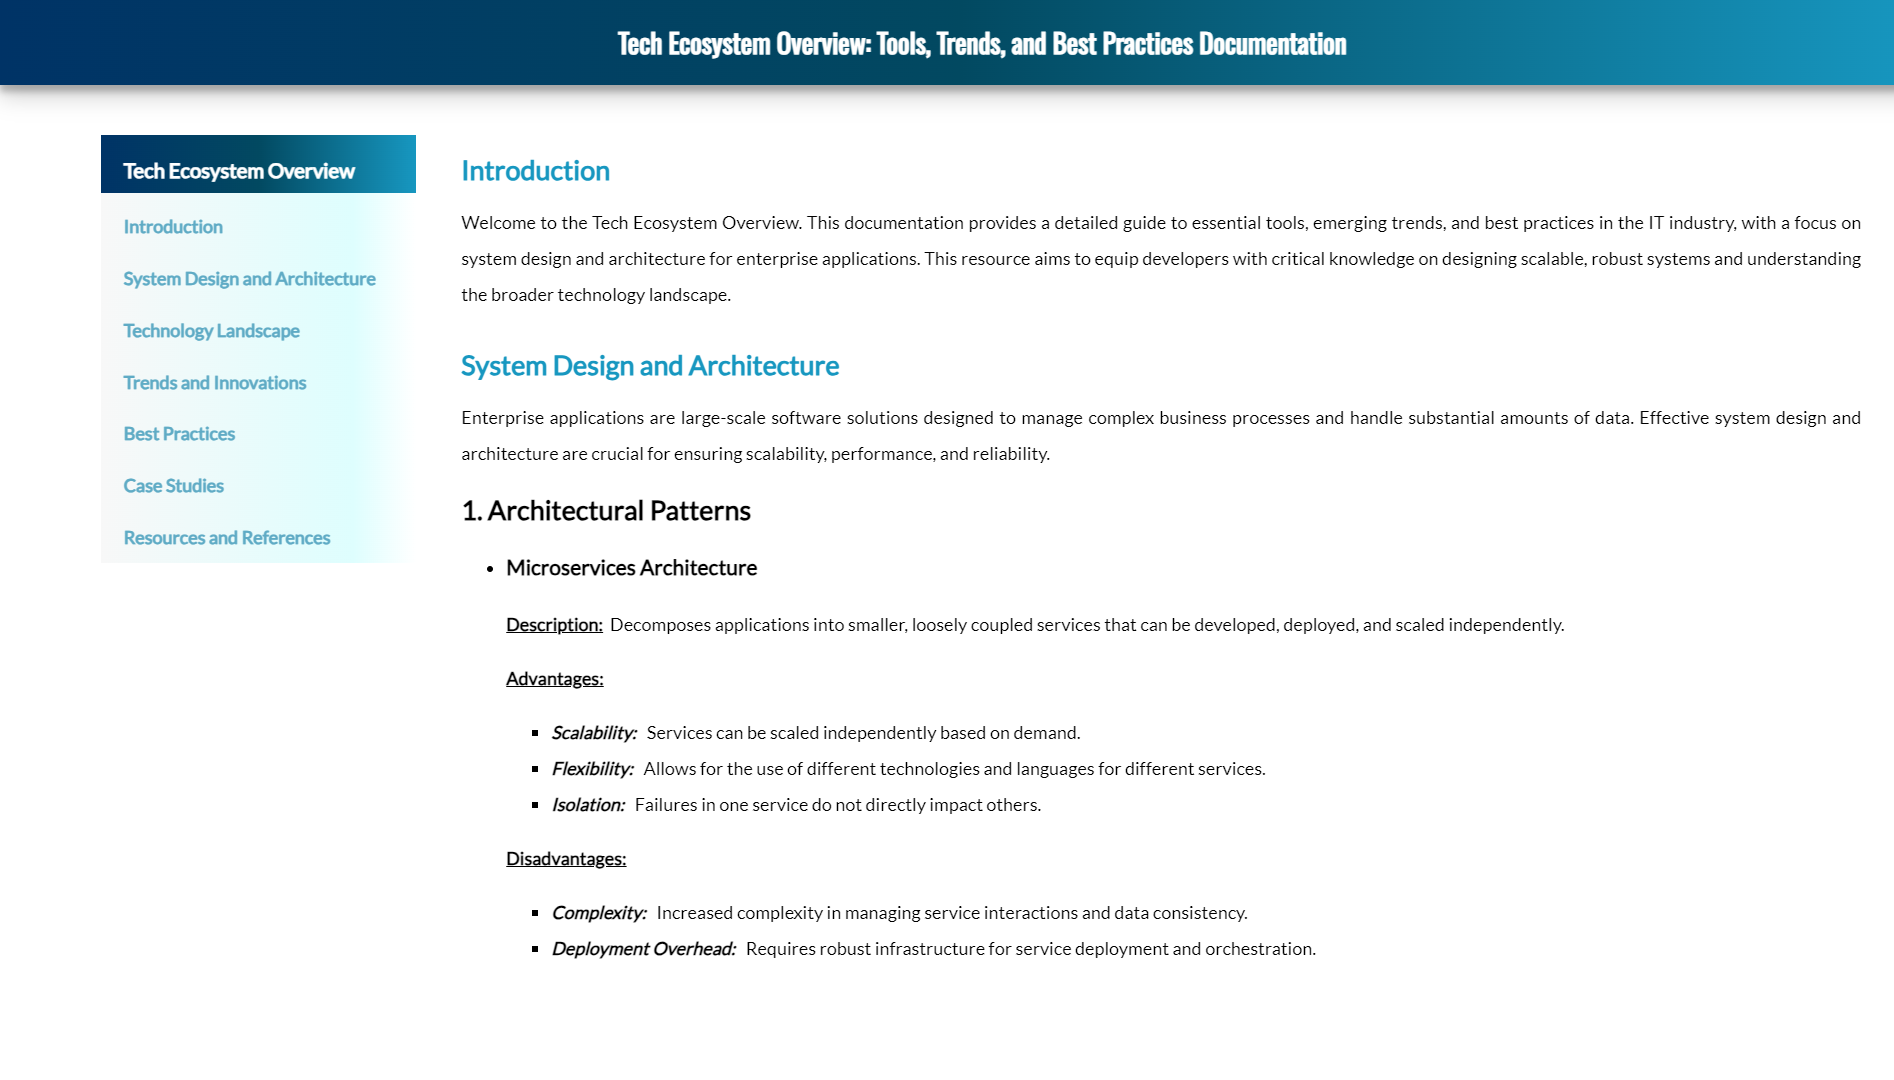 Tech Ecosystem Overview: Tools, Trends, and Best Practices Documentation
Tech Ecosystem Overview
Introduction
System Design and Architecture
Technology Landscape
Trends and Innovations
Best Practices
Case Studies
Resources and References
Introduction
Welcome to the Tech Ecosystem Overview. This documentation provides a detailed guide to essential tools, emerging trends, and best practices in the IT industry, with a focus on
system design and architecture for enterprise applications. This resource aims to equip developers with critical knowledge on designing scalable, robust systems and understanding
the broader technology landscape.
System Design and Architecture
Enterprise applications are large-scale software solutions designed to manage complex business processes and handle substantial amounts of data. Effective system design and
architecture are crucial for ensuring scalability, performance, and reliability.
1. Architectural Patterns
• Microservices Architecture
Description: Decomposes applications into smaller, loosely coupled services that can be developed, deployed, and scaled independently.
Advantages:
▪ Scalability: Services can be scaled independently based on demand.
▪ Flexibility: Allows for the use of different technologies and languages for different services.
▪ Isolation: Failures in one service do not directly impact others.
Disadvantages:
▪ Complexity: Increased complexity in managing service interactions and data consistency.
▪ Deployment Overhead: Requires robust infrastructure for service deployment and orchestration.